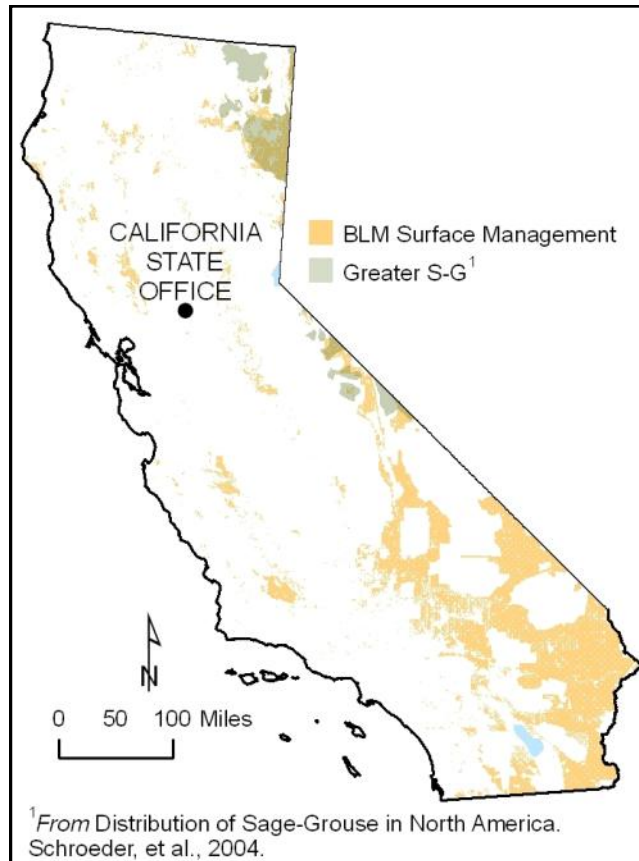 CALIFORNIA
STATE
OFFICE
BLM Surface Management
Greater S-G¹
N
0 50 100 Miles
¹From Distribution of Sage-Grouse in North America.
Schroeder, et al., 2004.